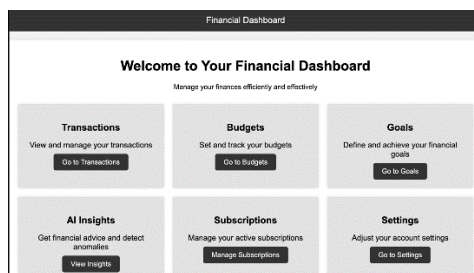 Financial Dashboard
Welcome to Your Financial Dashboard
Manage your finances efficiently and effectively
Transactions
View and manage your transactions
Go to Transactions
Budgets
Set and track your budgets
Go to Budgets
Goals
Define and achieve your financial
goals
Go to Goals
AI Insights
Get financial advice and detect
anomalies
View Insights
Subscriptions
Manage your active subscriptions
Manage Subscriptions
Settings
Adjust your account settings
Go to Settings